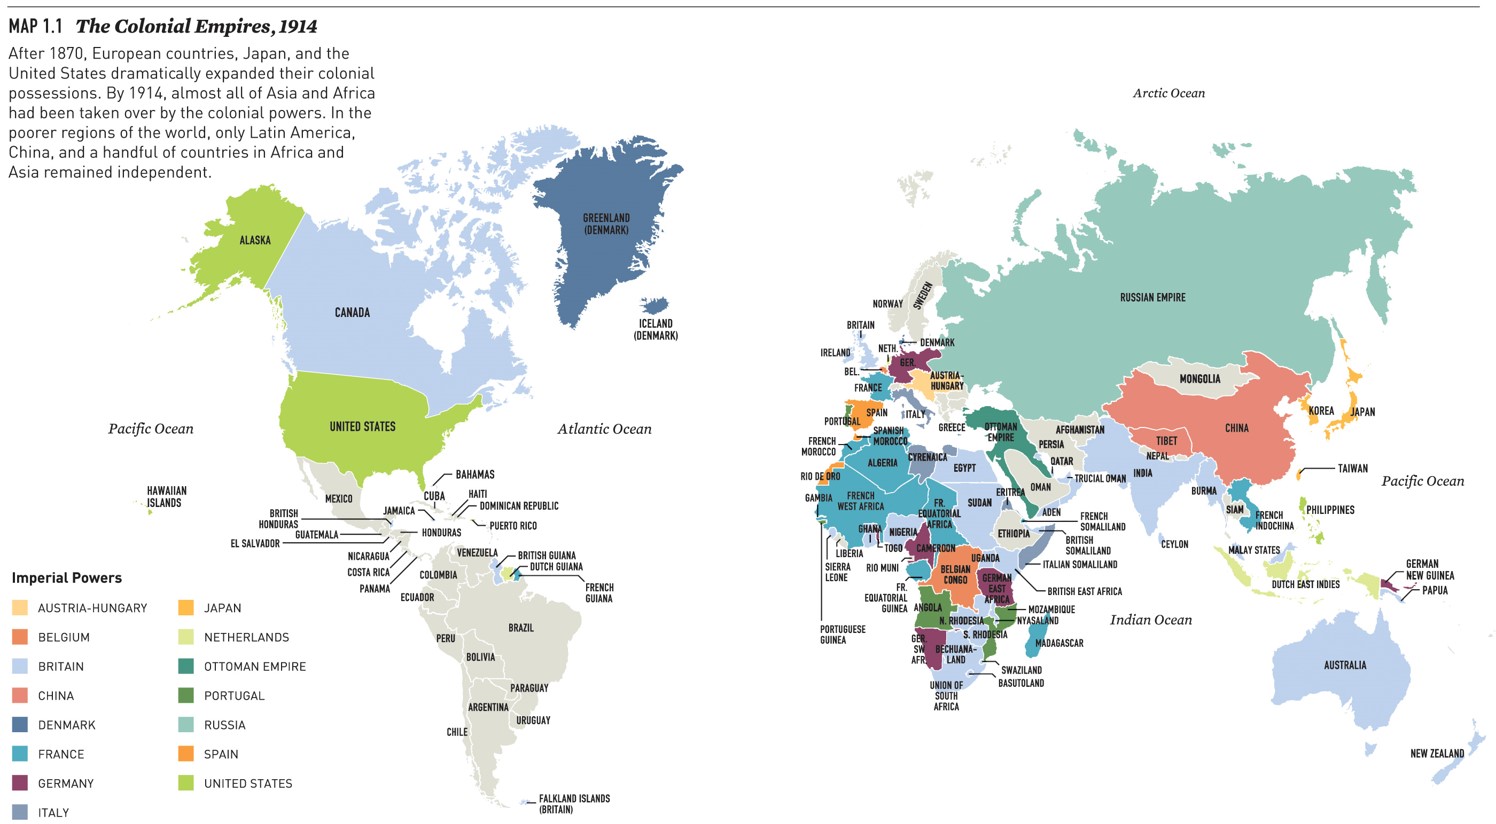 MAP 1.1 The Colonial Empires, 1914
After 1870, European countries, Japan, and the
United States dramatically expanded their colonial
possessions. By 1914, almost all of Asia and Africa
had been taken over by the colonial powers. In the
poorer regions of the world, only Latin America,
China, and a handful of countries in Africa and
Asia remained independent.
Arctic Ocean
GREENLAND
(DENMARK)
ALASKA
CANADA
ICELAND
(DENMARK)
UNITED STATES
Pacific Ocean
Atlantic Ocean
HAWAIIAN
ISLANDS
MEXICO
BAHAMAS
CUBA
HAITI
DOMINICAN REPUBLIC
JAMAICA
PUERTO RICO
BRITISH
HONDURAS
GUATEMALA
EL SALVADOR
HONDURAS
NICARAGUA
COSTA RICA
PANAMA
VENEZUELA
COLOMBIA
ECUADOR
BRITISH GUIANA
DUTCH GUIANA
FRENCH
GUIANA
PERU
BRAZIL
BOLIVIA
PARAGUAY
ARGENTINA
URUGUAY
CHILE
FALKLAND ISLANDS
(BRITAIN)
RUSSIAN EMPIRE
NORWAY
SWEDEN
BRITAIN
IRELAND
NETH.
DENMARK
BEL.
GER.
FRANCE
AUSTRIA-
HUNGARY
PORTUGAL
SPAIN
ITALY
GREECE
SPANISH
MOROCCO
FRENCH
MOROCCO
OTTOMAN
EMPIRE
AFGHANISTAN
PERSIA
MONGOLIA
KOREA
JAPAN
CHINA
TIBET
NEPAL
ALGERIA
CYRENAICA
EGYPT
QATAR
TRUCIAL OMAN
INDIA
TAIWAN
Pacific Ocean
RIO DE ORO
GAMBIA
FRENCH
WEST AFRICA
FR.
EQUATORIAL
AFRICA
SUDAN
ERITREA
OMAN
ADEN
BURMA
SIAM
FRENCH
INDOCHINA
PHILIPPINES
GHANA
NIGERIA
ETHIOPIA
FRENCH
SOMALILAND
BRITISH
SOMALILAND
CEYLON
MALAY STATES
LIBERIA
TOGO
CAMEROON
SIERRA
LEONE
RIO MUNI
UGANDA
ITALIAN SOMALILAND
BELGIAN
CONGO
GERMAN
EAST
AFRICA
BRITISH EAST AFRICA
DUTCH EAST INDIES
GERMAN
NEW GUINEA
PAPUA
FR.
EQUATORIAL
GUINEA
ANGOLA
MOZAMBIQUE
NYASALAND
N. RHODESIA
S. RHODESIA
Indian Ocean
PORTUGUESE
GUINEA
GER.
SW
AFR.
BECHUANA-
LAND
MADAGASCAR
SWAZILAND
BASUTOLAND
UNION OF
SOUTH
AFRICA
AUSTRALIA
NEW ZEALAND
Imperial Powers
AUSTRIA-HUNGARY
BELGIUM
BRITAIN
CHINA
DENMARK
FRANCE
GERMANY
ITALY
JAPAN
NETHERLANDS
OTTOMAN EMPIRE
PORTUGAL
RUSSIA
SPAIN
UNITED STATES